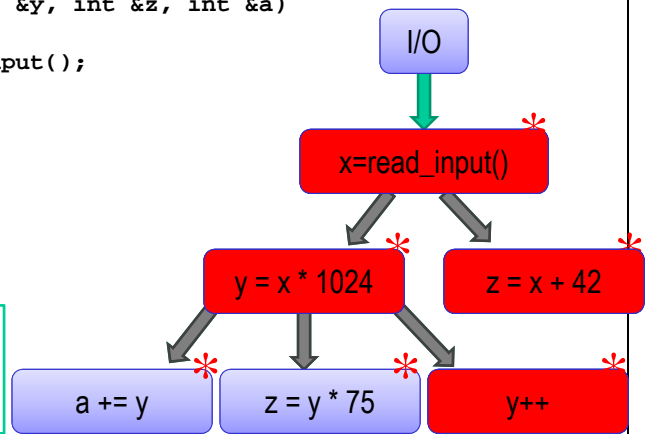 &y, int &z, int &a)
I/O
put();
x=read_input()
*
y = x * 1024
*
z = x + 42
*
a += y
*
z = y * 75
*
y++
*